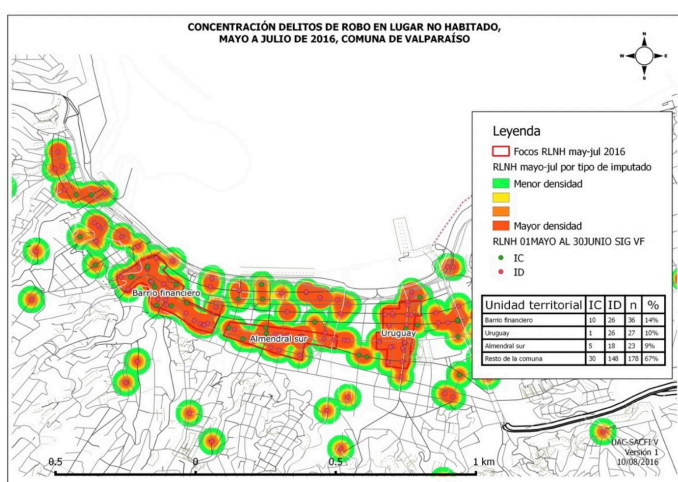 CONCENTRACIÓN DELITOS DE ROBO EN LUGAR NO HABITADO,
MAYO A JULIO DE 2016, COMUNA DE VALPARAÍSO
N
W E
S
Leyenda
Focos RLNH may-jul 2016
RLNH mayo-jul por tipo de imputado
Menor densidad
Mayor densidad
RLNH 01MAYO AL 30JUNIO SIG VF
IC
ID
Unidad territorial IC ID n %
Barrio financiero 10 26 36 14%
Uruguay 1 26 27 10%
Almendral sur 5 18 23 9%
Resto de la comuna 30 148 178 67%
Barrio financiero
Almendral sur
Uruguay
UAC-SACFI V
Versión 1
10/08/2016
0.5 0 0.5 1 km